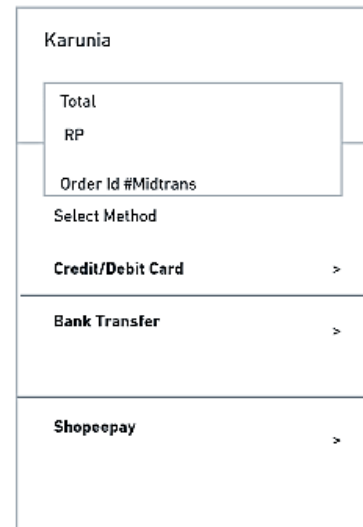 Karunia
Total
RP
Order Id #Midtrans
Select Method
Credit/Debit Card >
Bank Transfer >
Shopeepay >